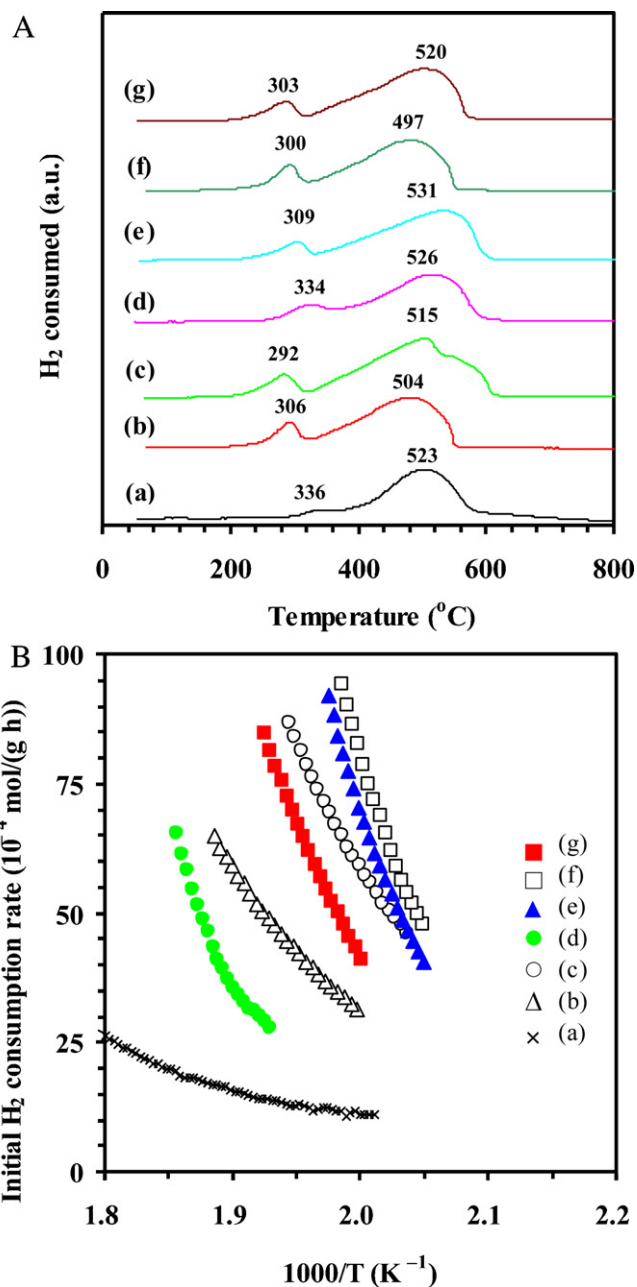 A
H₂ consumed (a.u.)
(g) 303 520
(f) 300 497
(e) 309 531
(d) 334 526
(c) 292 515
(b) 306 504
(a) 336 523
0 200 400 600 800
Temperature (°C)
B
Initial H₂ consumption rate (10⁻⁴ mol/(g h))
100
75
50
25
0
(g)
(f)
(e)
(d)
(c)
(b)
(a)
1.8 1.9 2.0 2.1 2.2
1000/T (K⁻¹)